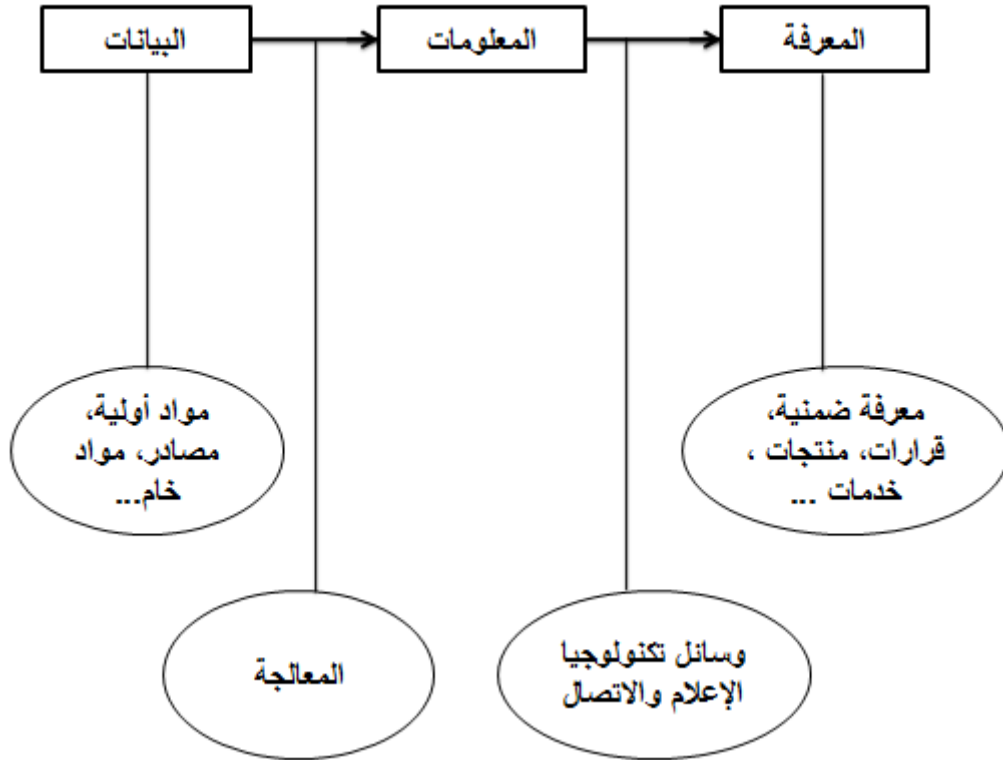 البيانات
المعلومات
المعرفة
مواد أولية،
مصادر، مواد
خام...
معرفة ضمنية،
قرارات، منتجات ،
خدمات ...
المعالجة
وسائل تكنولوجيا
الإعلام والاتصال